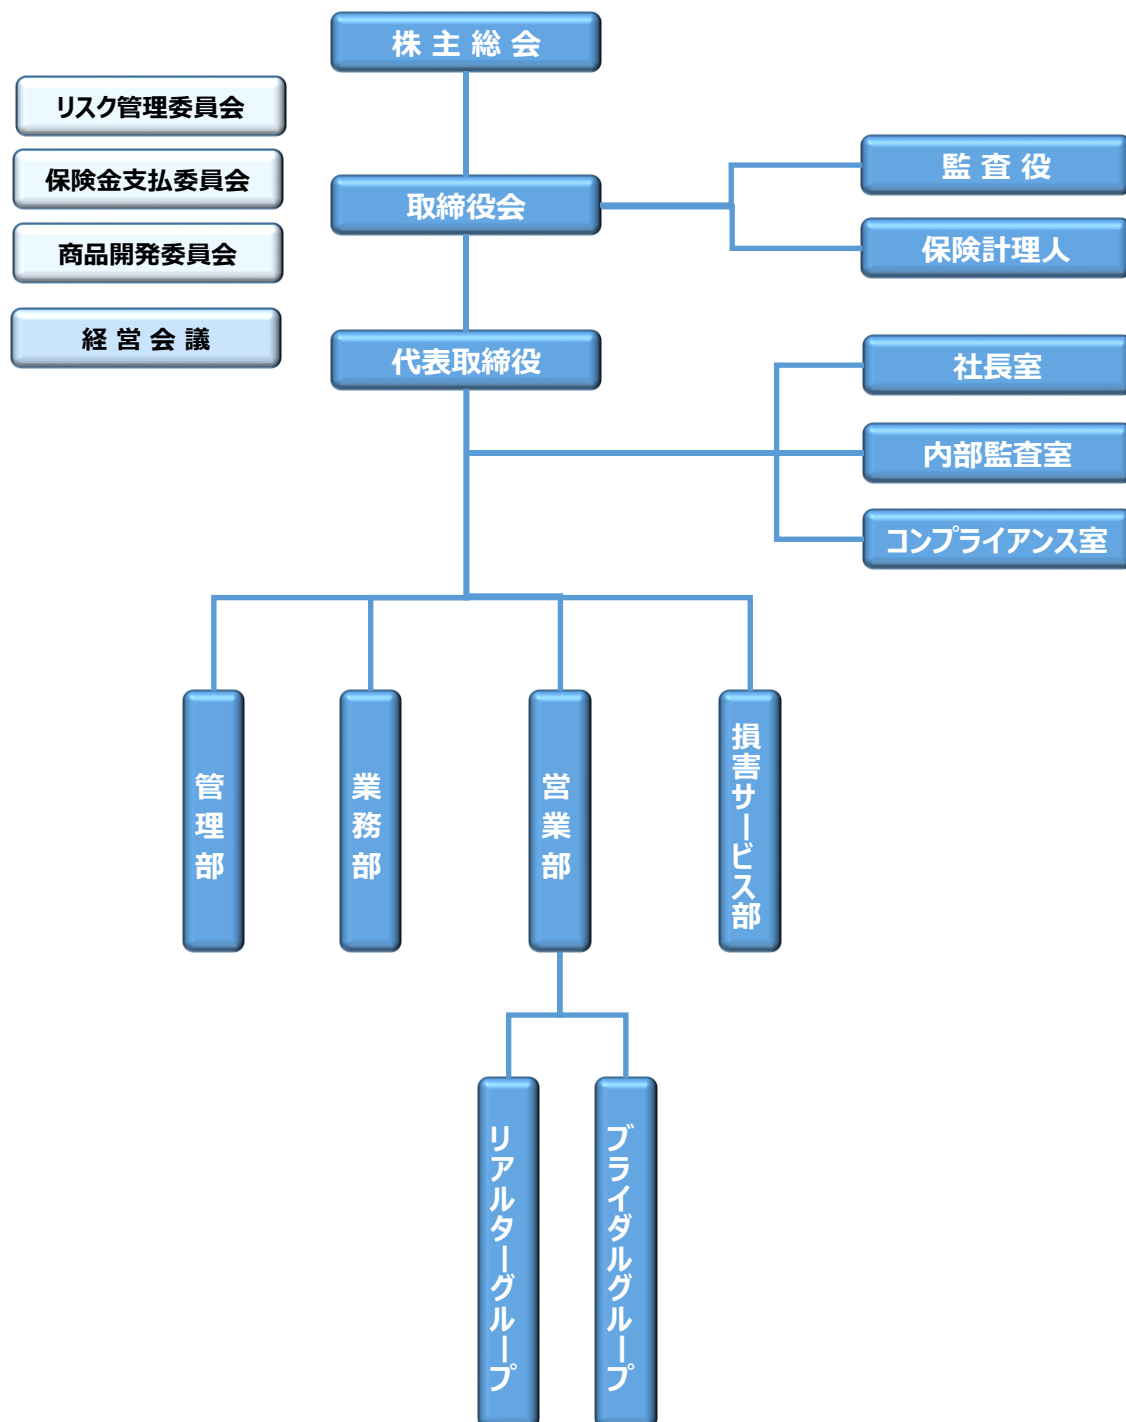 株 主 総 会
リスク管理委員会
保険金支払委員会
商品開発委員会
経 営 会 議
取締役会
監 査 役
保険計理人
代表取締役
社長室
内部監査室
コンプライアンス室
管理部
業務部
営業部
損害サービス部
リアルターグループ
ブライダルグループ